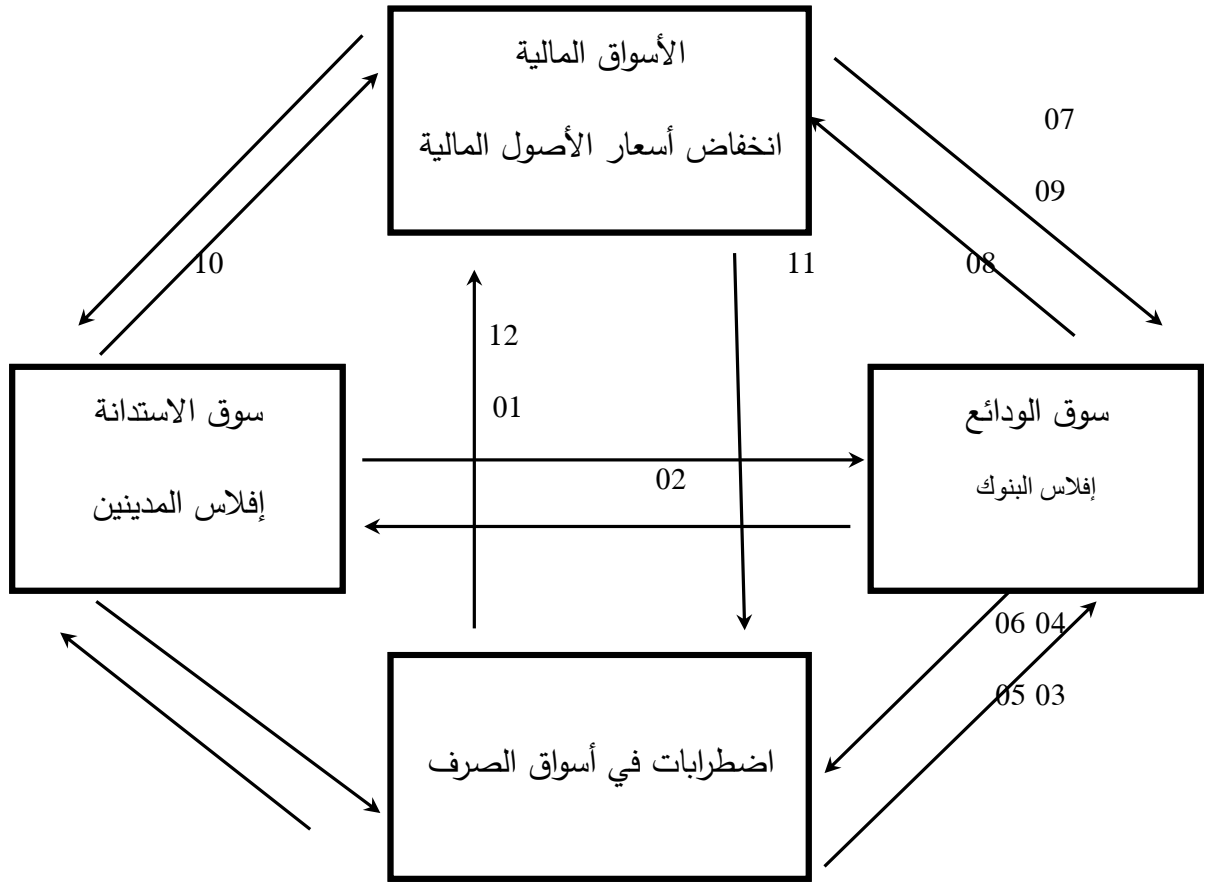 الأسواق المالية
انخفاض أسعار الأصول المالية
07
09
10
11
08
12
01
سوق الاستدانة
إفلاس المدينين
02
سوق الودائع
إفلاس البنوك
06 04
05 03
اضطرابات في أسواق الصرف